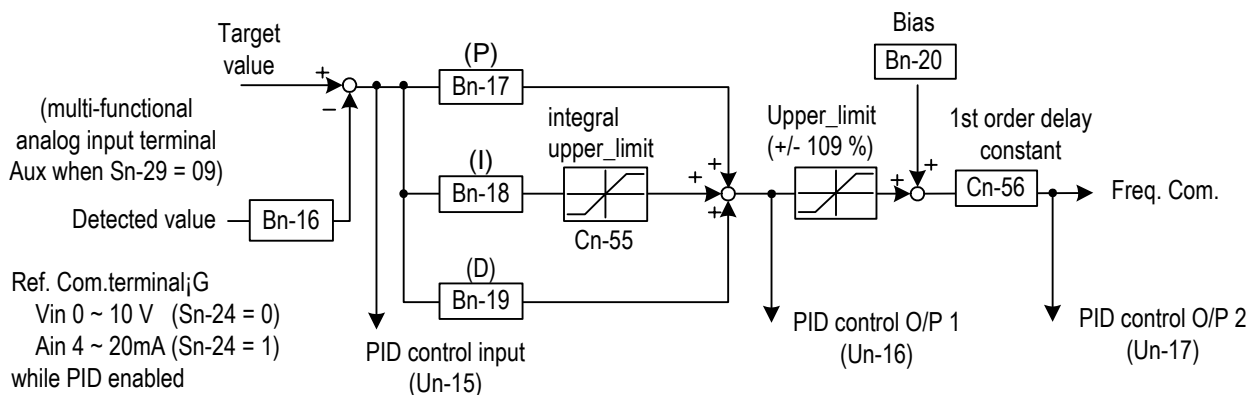 Target
value
(multi-functional
analog input terminal
Aux when Sn-29 = 09)
Detected value
Bn-16
+
−
Ref. Com.terminal¡G
Vin 0 ~ 10 V (Sn-24 = 0)
Ain 4 ~ 20mA (Sn-24 = 1)
while PID enabled
(P)
Bn-17
(I)
Bn-18
(D)
Bn-19
integral
upper_limit
Cn-55
+
+
+
PID control input
(Un-15)
Upper_limit
(+/- 109 %)
PID control O/P 1
(Un-16)
Bias
Bn-20
+
+
1st order delay
constant
Cn-56
Freq. Com.
PID control O/P 2
(Un-17)